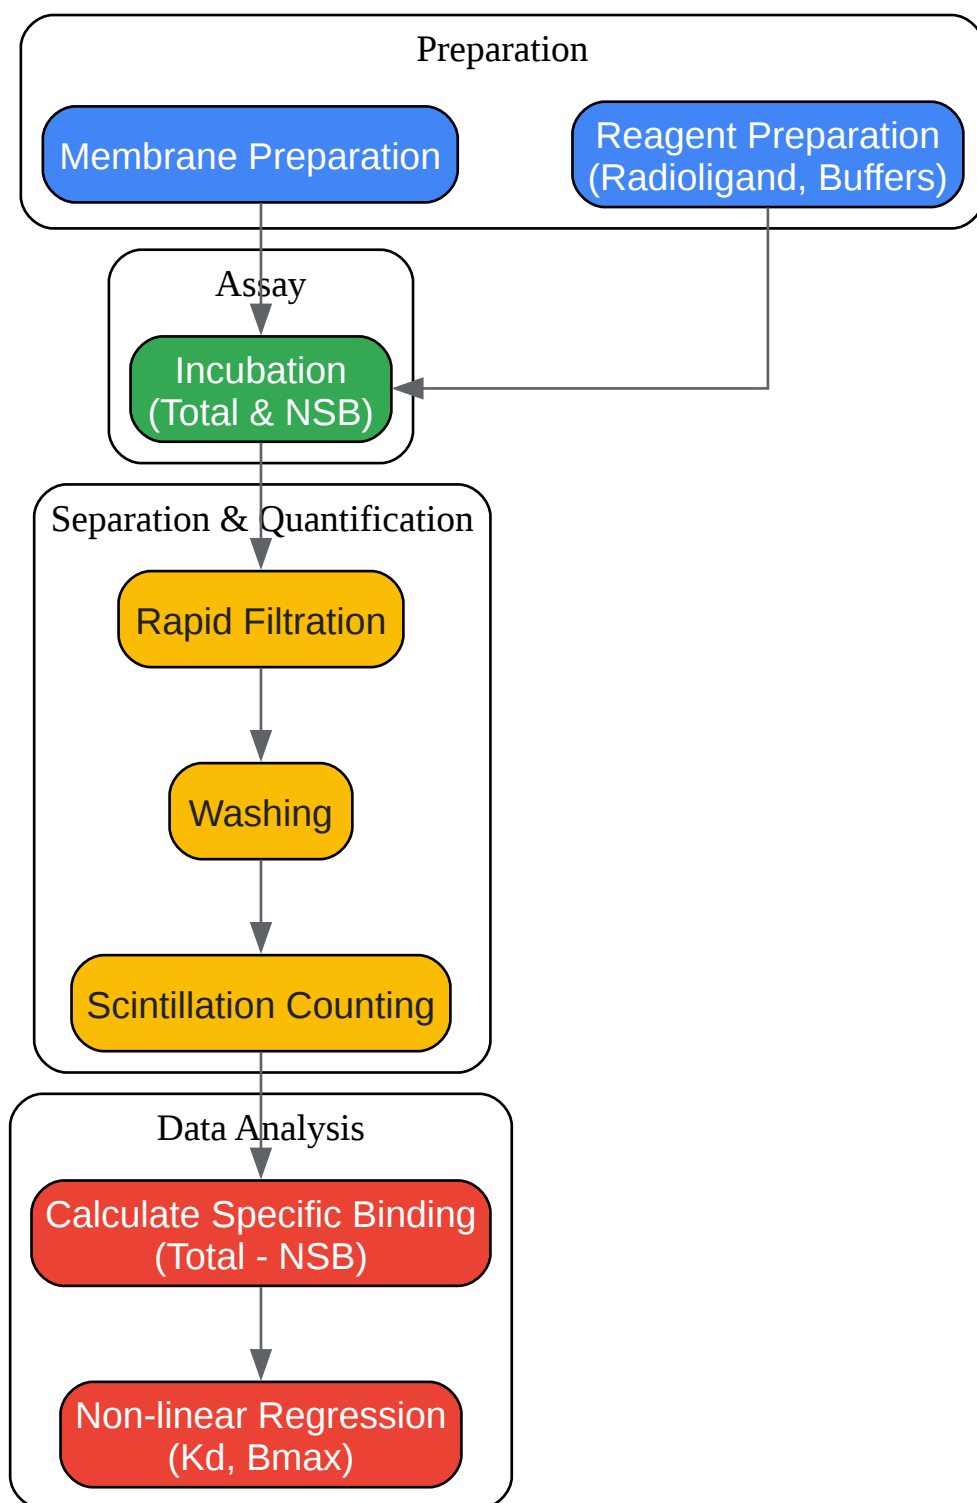 Preparation
Membrane Preparation
Reagent Preparation
(Radioligand, Buffers)
Assay
Incubation
(Total & NSB)
Separation & Quantification
Rapid Filtration
Washing
Scintillation Counting
Data Analysis
Calculate Specific Binding
(Total - NSB)
Non-linear Regression
(Kd, Bmax)